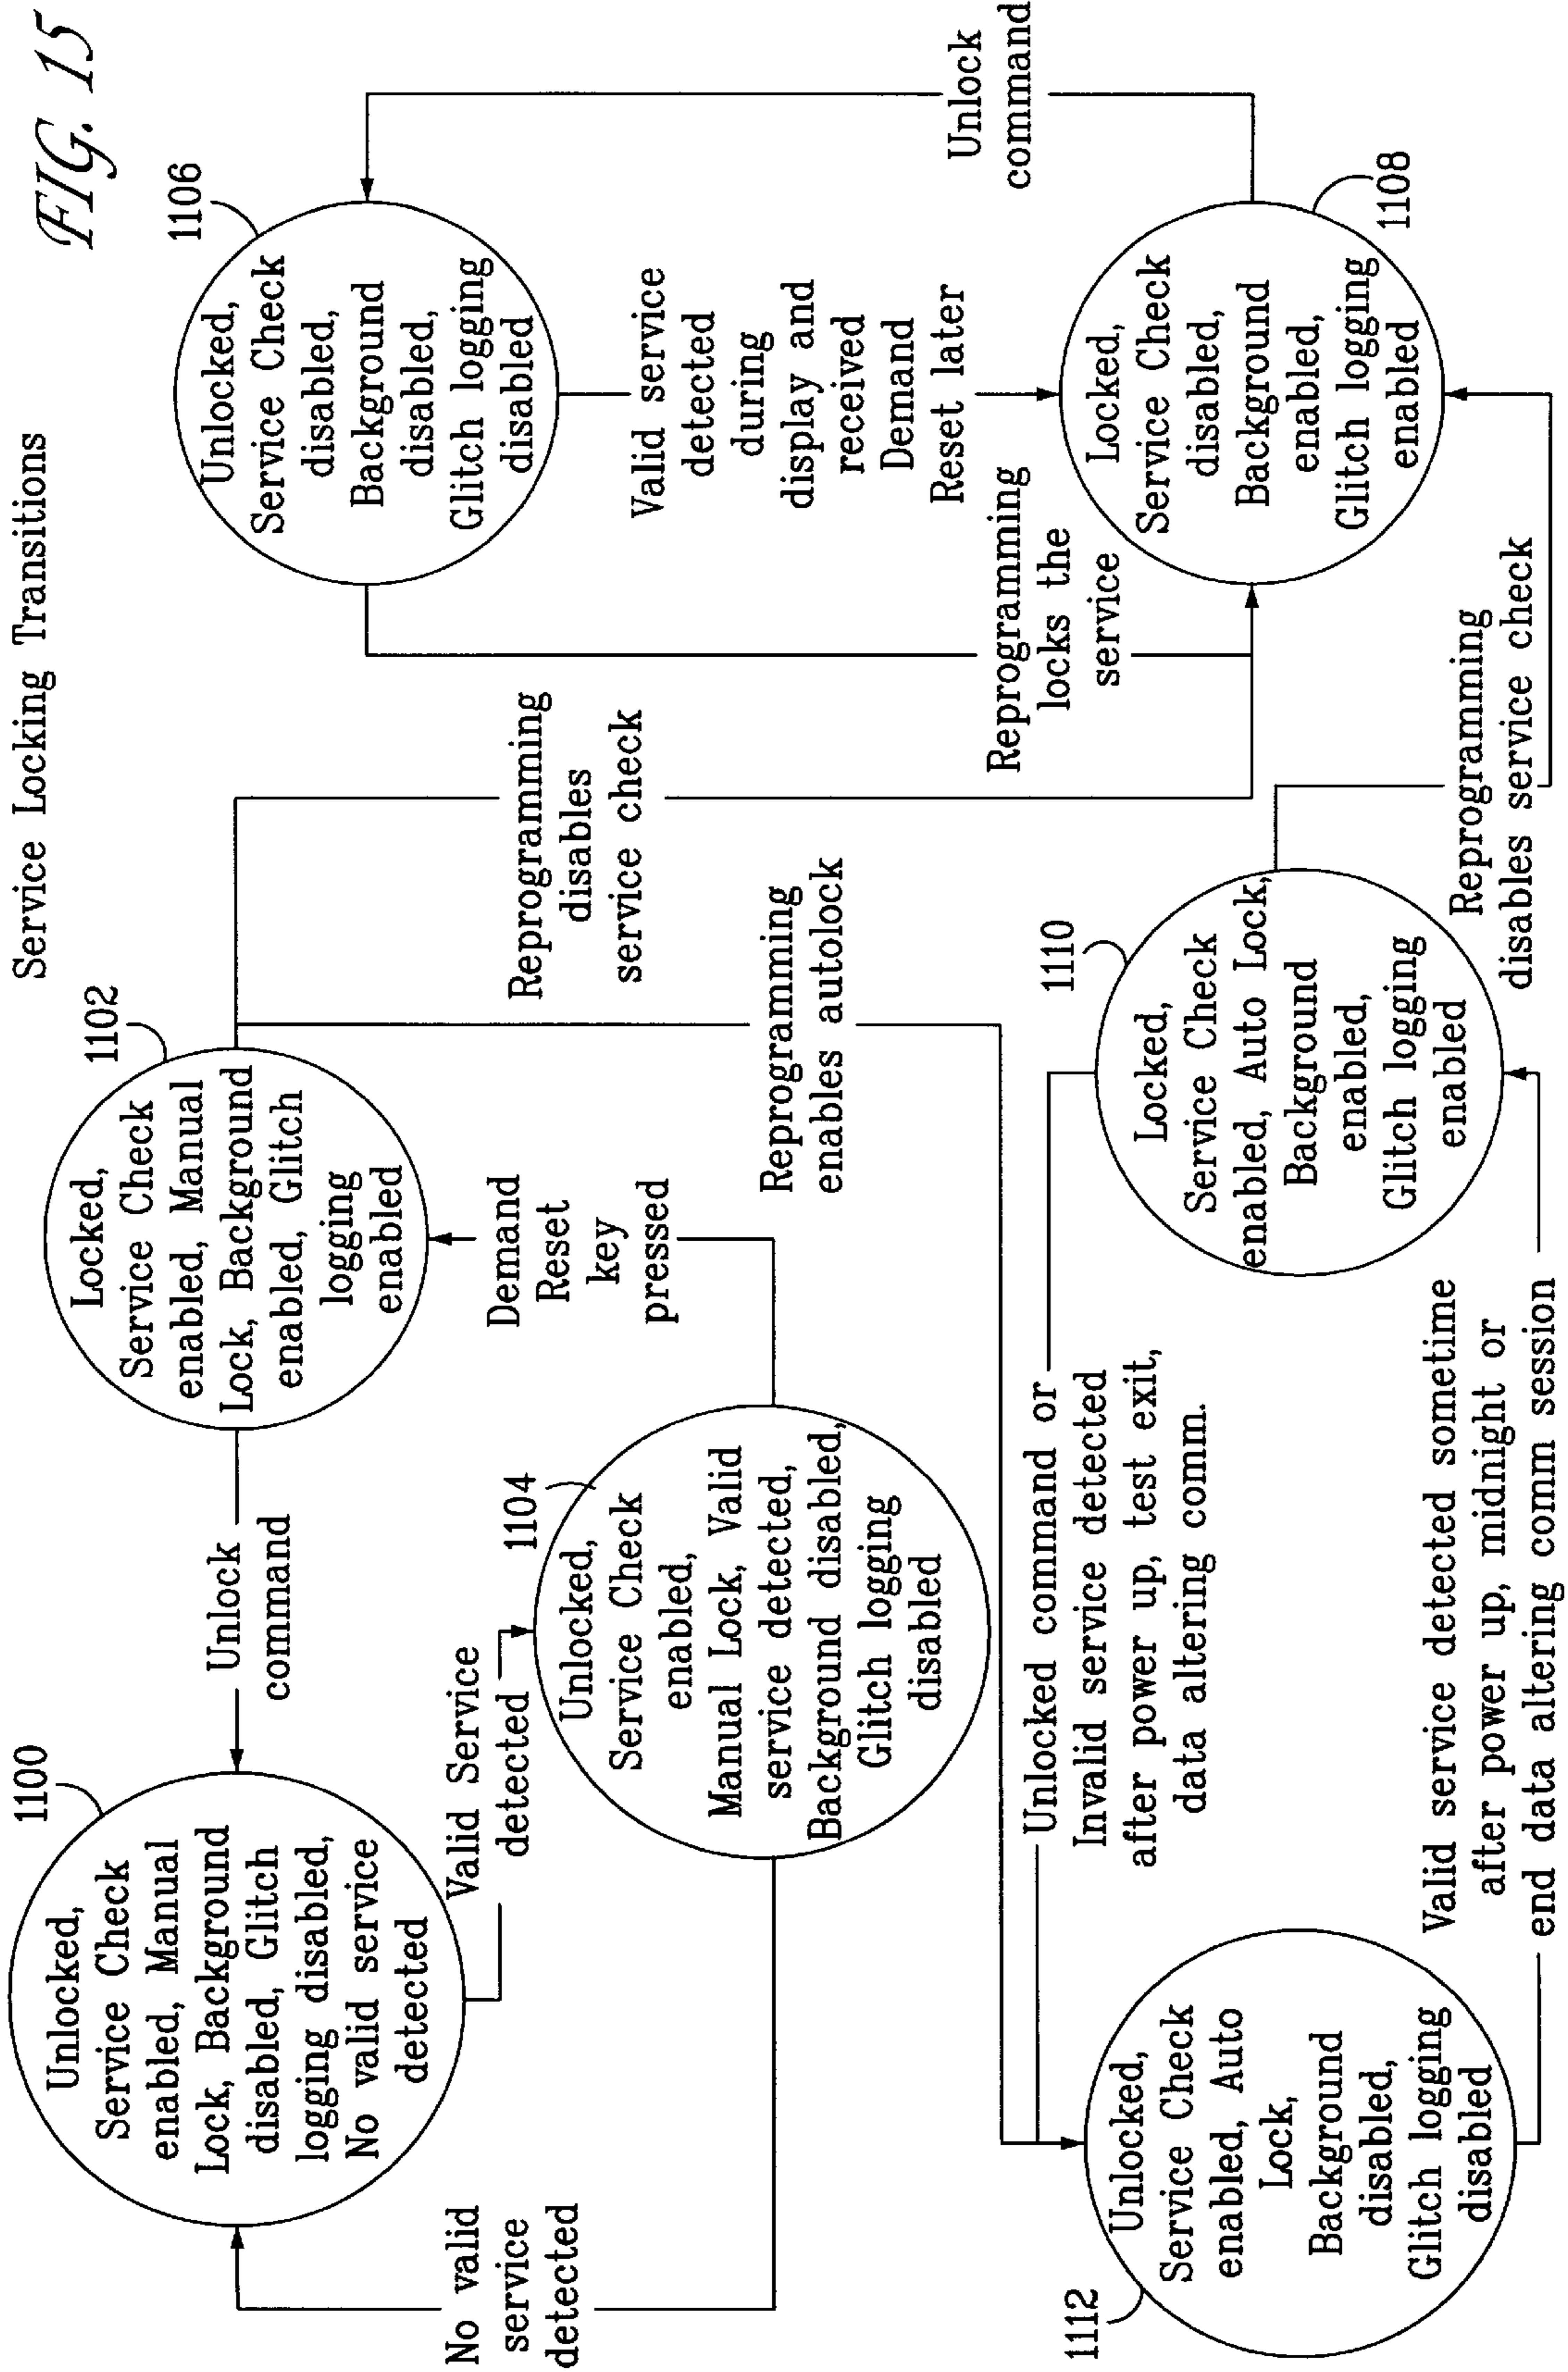 Service Locking Transitions
FIG. 15
1100
Unlocked,
Service Check
enabled, Manual
Lock, Background
disabled, Glitch
logging disabled,
No valid service
detected
Unlock
command
1102
Locked,
Service Check
enabled, Manual
Lock, Background
enabled, Glitch
logging
enabled
1106
Unlocked,
Service Check
disabled,
Background
disabled,
Glitch logging
disabled
No valid
service
detected
Valid Service
detected
1104
Unlocked,
Service Check
enabled,
Manual Lock, Valid
service detected,
Background disabled,
Glitch logging
disabled
Demand
Reset
key
pressed
Reprogramming
disables
service check
Reprogramming
enables autolock
Valid service
detected
during
display and
received
Demand
Reset later
Reprogramming
locks the
service
Unlock
command
1108
Locked,
Service Check
disabled,
Background
enabled,
Glitch logging
enabled
1112
Unlocked,
Service Check
enabled, Auto
Lock,
Background
disabled,
Glitch logging
disabled
Unlocked command or
Invalid service detected
after power up, test exit,
data altering comm.
1110
Locked,
Service Check
enabled, Auto Lock,
Background
enabled,
Glitch logging
enabled
Reprogramming
disables service check
Valid service detected sometime
after power up, midnight or
end data altering comm session